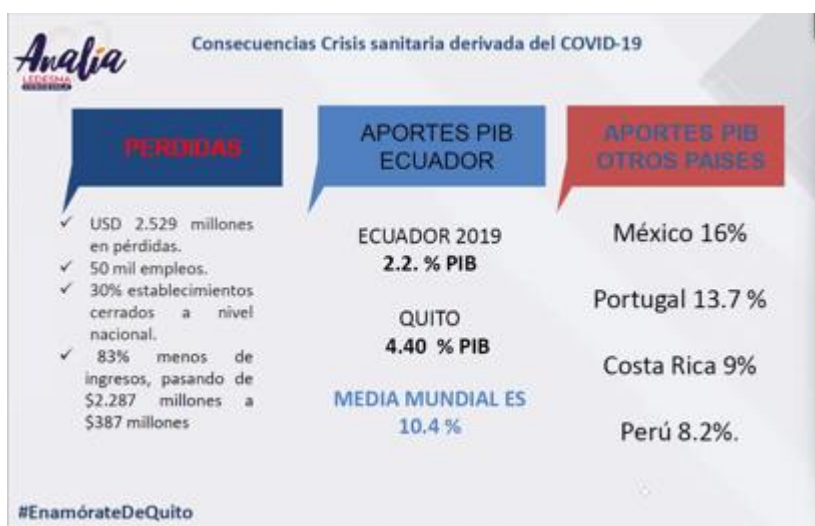 Analía
LEDESMA
CONCEJALA
Consecuencias Crisis sanitaria derivada del COVID-19
PERDIDAS
✓ USD 2.529 millones
en pérdidas.
✓ 50 mil empleos.
✓ 30% establecimientos
cerrados a nivel
nacional.
✓ 83% menos de
ingresos, pasando de
$2.287 millones a
$387 millones
APORTES PIB
ECUADOR
ECUADOR 2019
2.2. % PIB
QUITO
4.40 % PIB
MEDIA MUNDIAL ES
10.4 %
APORTES PIB
OTROS PAISES
México 16%
Portugal 13.7 %
Costa Rica 9%
Perú 8.2%.
#EnamórateDeQuito